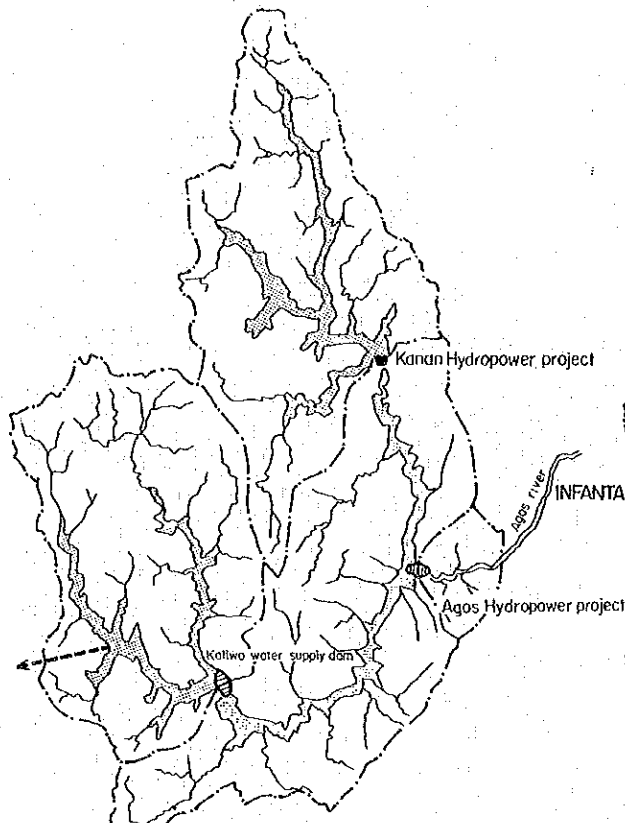 Kanan Hydropower project
Agos river
INFANTA
Agos Hydropower project
Kaliwa water supply dam